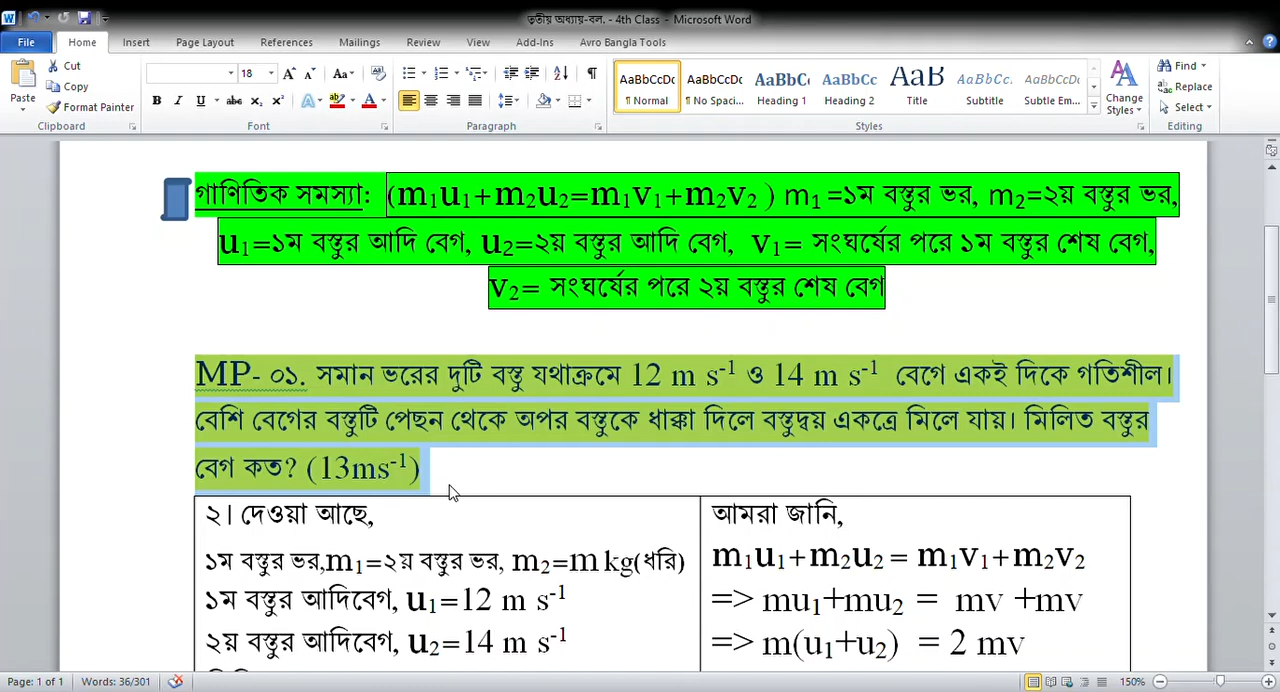 তৃতীয় অধ্যায়-বল. - 4th Class - Microsoft Word
File Home Insert Page Layout References Mailings Review View Add-Ins Avro Bangla Tools
Paste
Cut
Copy
Format Painter
Clipboard
18
Font
Paragraph
AaBbCcDc AaBbCcDc AaBbC AaBbCc AaB AaBbCc. AaBbCcDc
¶ Normal ¶ No Spaci... Heading 1 Heading 2 Title Subtitle Subtle Em...
Styles
Change Styles
Find
Replace
Select
Editing
গাণিতিক সমস্যা: (m₁u₁+m₂u₂=m₁v₁+m₂v₂ ) m₁ =১ম বস্তুর ভর, m₂=২য় বস্তুর ভর,
u₁=১ম বস্তুর আদি বেগ, u₂=২য় বস্তুর আদি বেগ, v₁= সংঘর্ষের পরে ১ম বস্তুর শেষ বেগ,
v₂= সংঘর্ষের পরে ২য় বস্তুর শেষ বেগ
MP- ০১. সমান ভরের দুটি বস্তু যথাক্রমে 12 m s⁻¹ ও 14 m s⁻¹ বেগে একই দিকে গতিশীল।
বেশি বেগের বস্তুটি পেছন থেকে অপর বস্তুকে ধাক্কা দিলে বস্তুদ্বয় একত্রে মিলে যায়। মিলিত বস্তুর
বেগ কত? (13ms⁻¹)
২। দেওয়া আছে,
১ম বস্তুর ভর,m₁=২য় বস্তুর ভর, m₂=m kg(ধরি)
১ম বস্তুর আদিবেগ, u₁=12 m s⁻¹
২য় বস্তুর আদিবেগ, u₂=14 m s⁻¹
আমরা জানি,
m₁u₁+m₂u₂ = m₁v₁+m₂v₂
=> mu₁+mu₂ = mv +mv
=> m(u₁+u₂) = 2 mv
Page: 1 of 1 Words: 36/301 150%